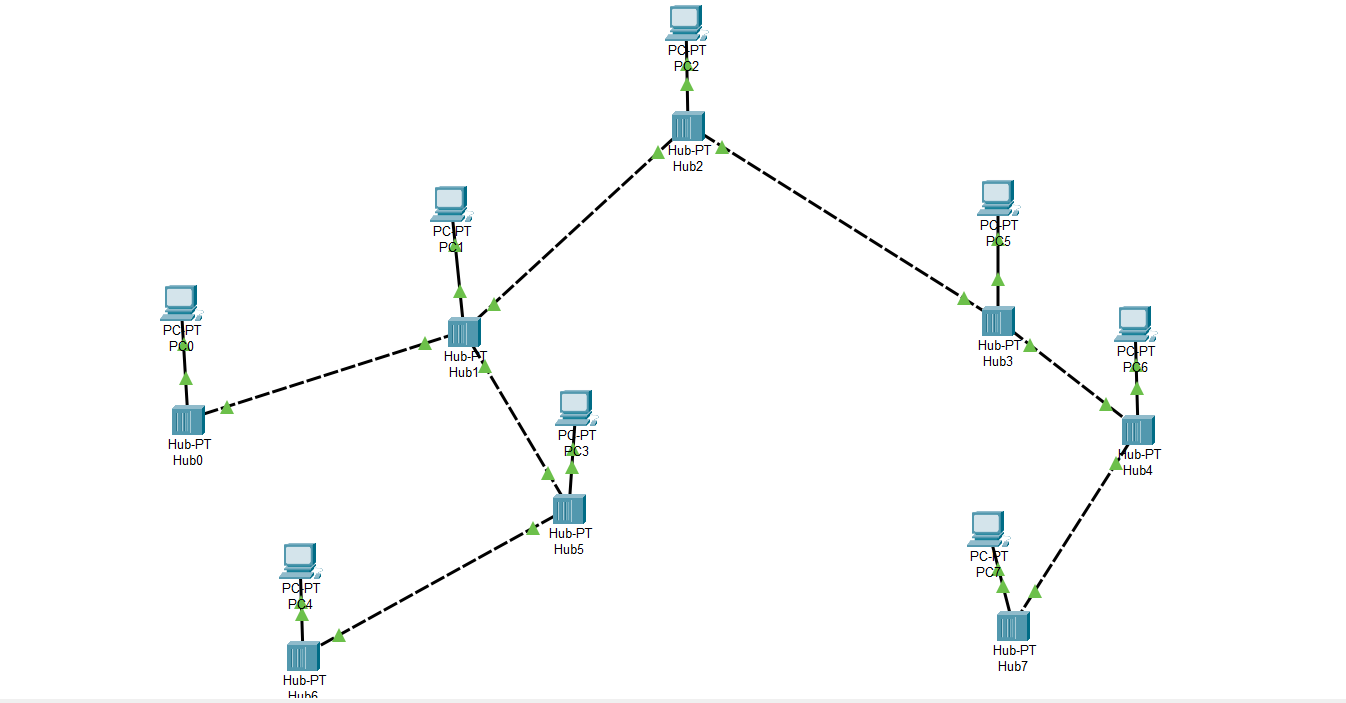 PC-PT
PC2
Hub-PT
Hub2
PC-PT
PC1
PC-PT
PC5
PC-PT
PC0
Hub-PT
Hub1
Hub-PT
Hub3
PC-PT
PC6
Hub-PT
Hub0
PC-PT
PC3
Hub-PT
Hub4
Hub-PT
Hub5
PC-PT
PC7
PC-PT
PC4
Hub-PT
Hub7
Hub-PT
Hub6